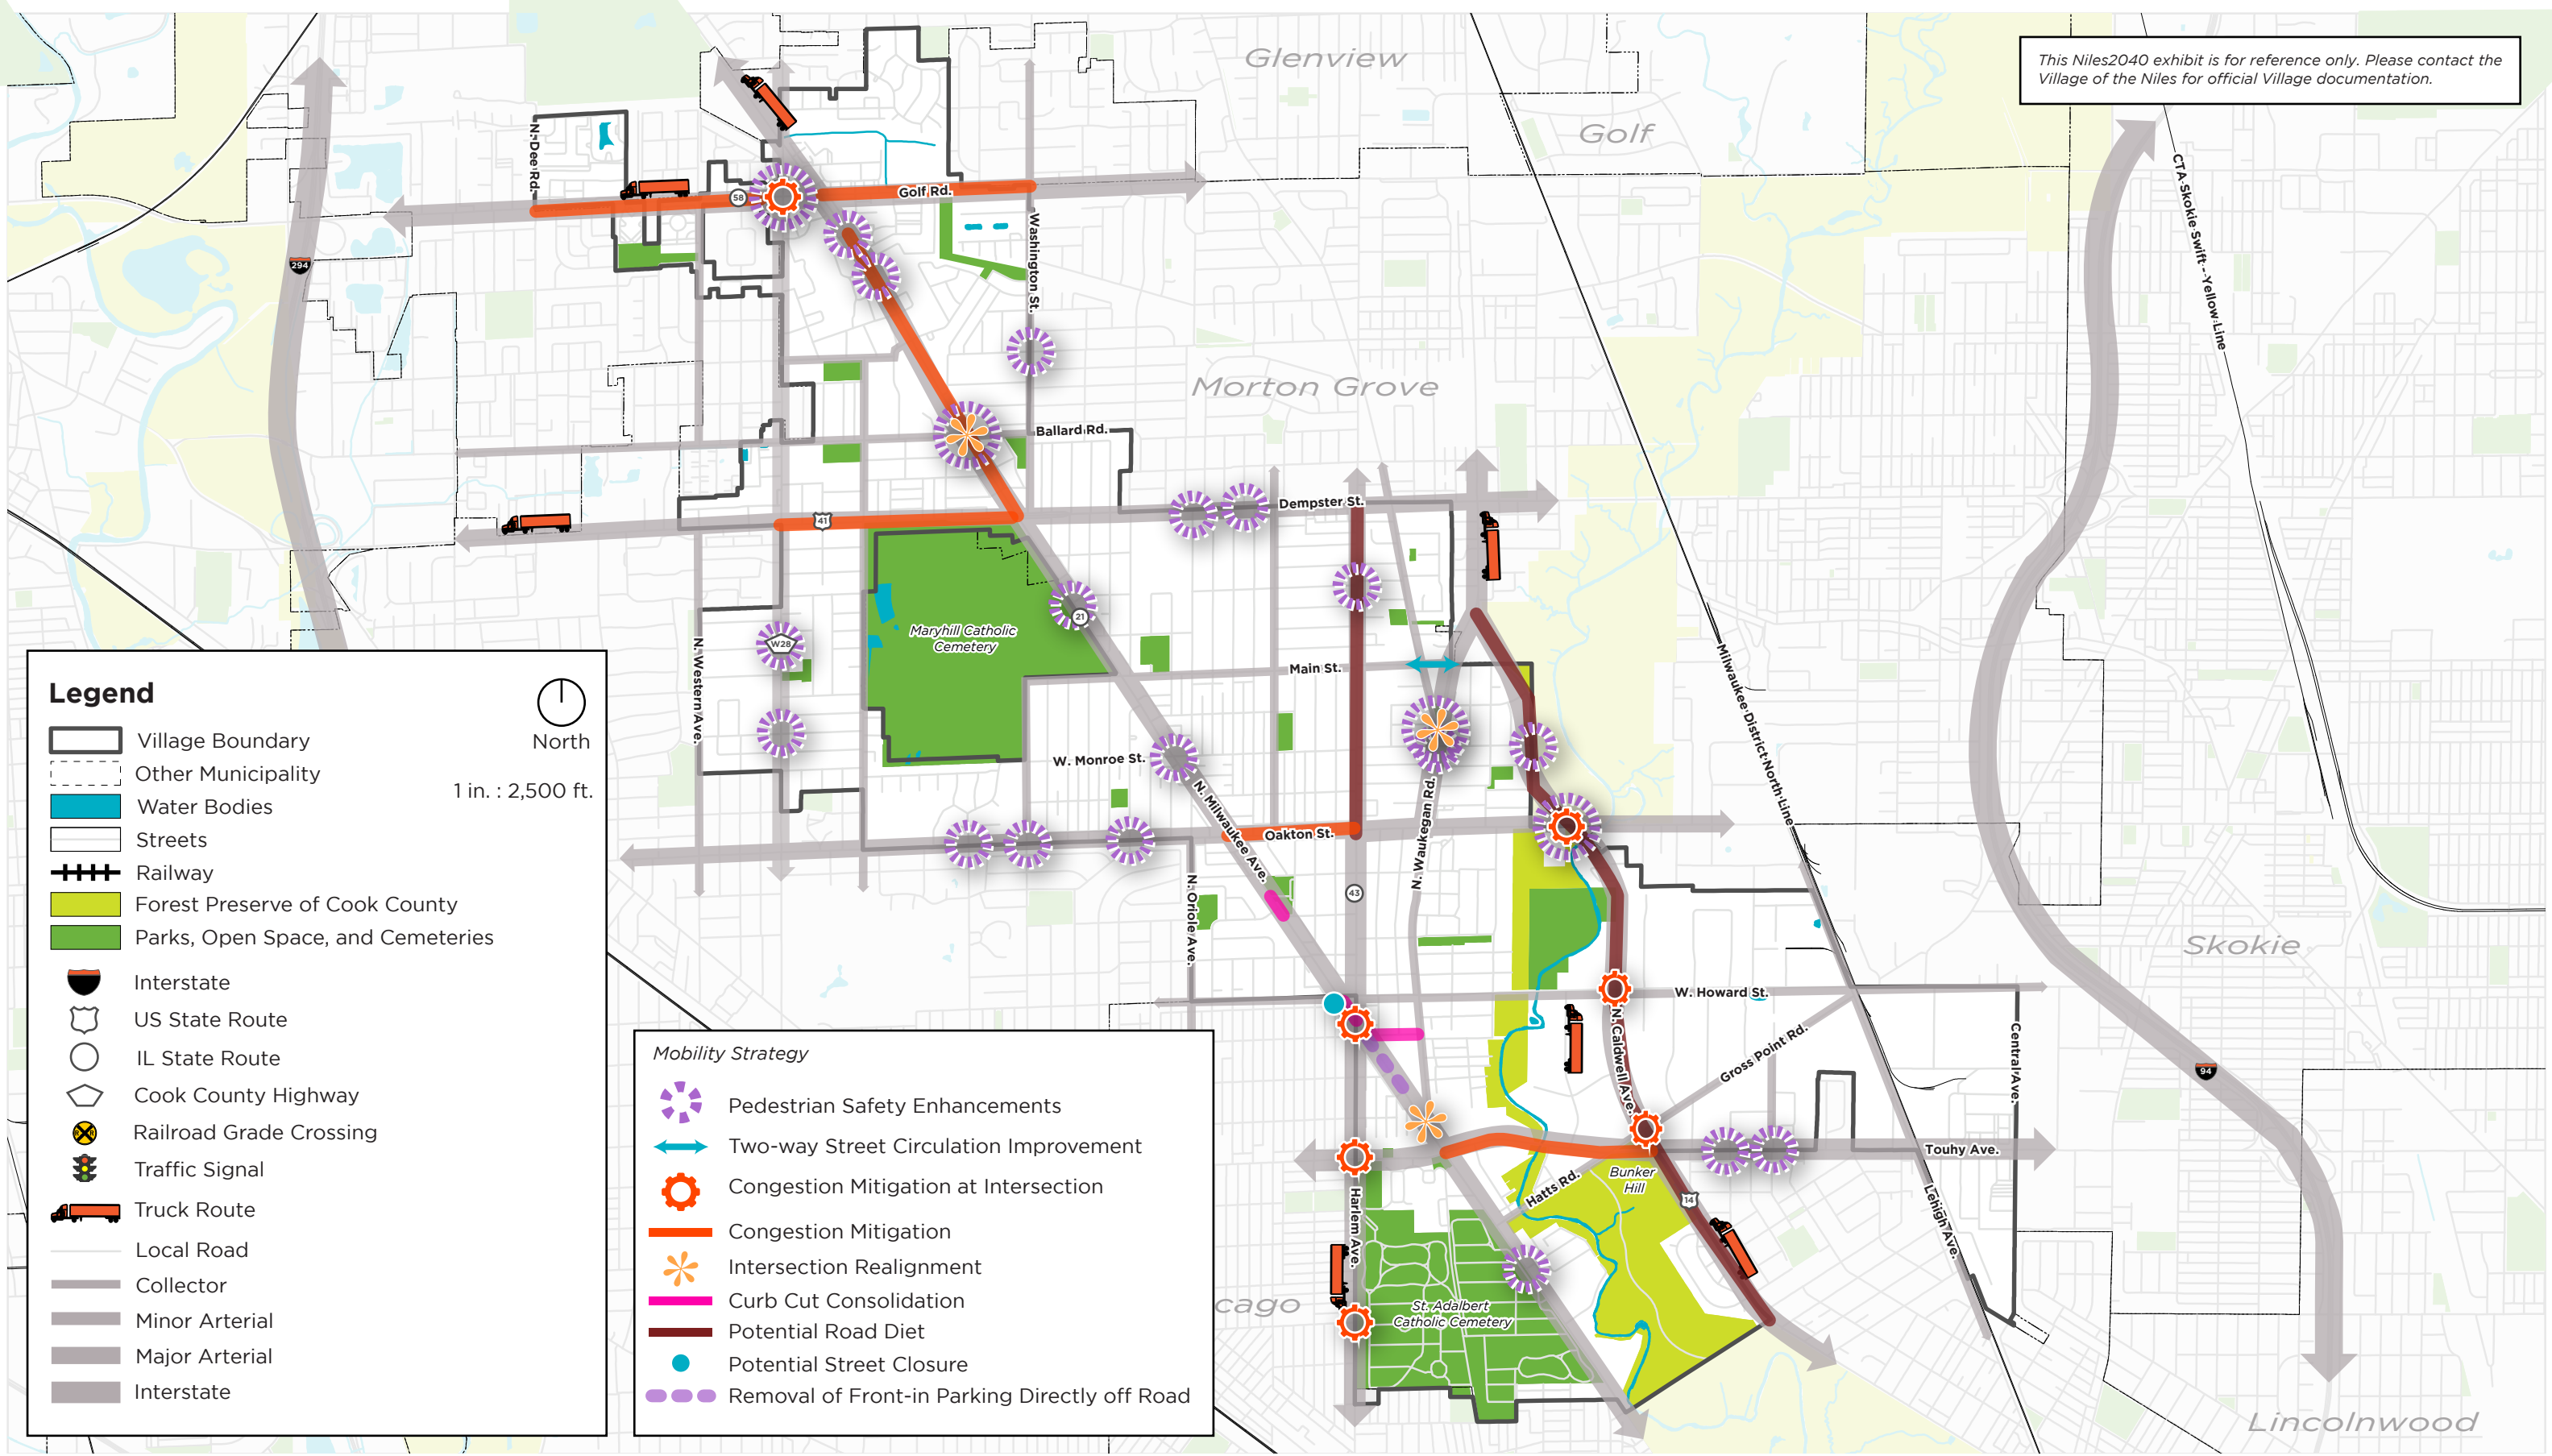 Glenview
This Niles2040 exhibit is for reference only. Please contact the
Village of the Niles for official Village documentation.
Golf
N. Dee Rd.
58
Golf Rd.
CTA-Skokie Swift - Yellow Line
Washington St.
294
Morton Grove
Ballard Rd.
Dempster St.
41
21
Maryhill Catholic
Cemetery
W28
N. Western Ave.
Main St.
Milwaukee District North Line
W. Monroe St.
N. Milwaukee Ave.
N. Waukegan Rd.
Oakton St.
N. Oriole Ave.
43
Skokie
W. Howard St.
N. Caldwell Ave.
Gross Point Rd.
Central Ave.
94
Touhy Ave.
Bunker
Hill
Hatts Rd.
14
Harlem Ave.
Lehigh Ave.
cago
St. Adalbert
Catholic Cemetery
Lincolnwood
Legend
North
1 in. : 2,500 ft.
Village Boundary
Other Municipality
Water Bodies
Streets
Railway
Forest Preserve of Cook County
Parks, Open Space, and Cemeteries
Interstate
US State Route
IL State Route
Cook County Highway
Railroad Grade Crossing
Traffic Signal
Truck Route
Local Road
Collector
Minor Arterial
Major Arterial
Interstate
Mobility Strategy
Pedestrian Safety Enhancements
Two-way Street Circulation Improvement
Congestion Mitigation at Intersection
Congestion Mitigation
Intersection Realignment
Curb Cut Consolidation
Potential Road Diet
Potential Street Closure
Removal of Front-in Parking Directly off Road